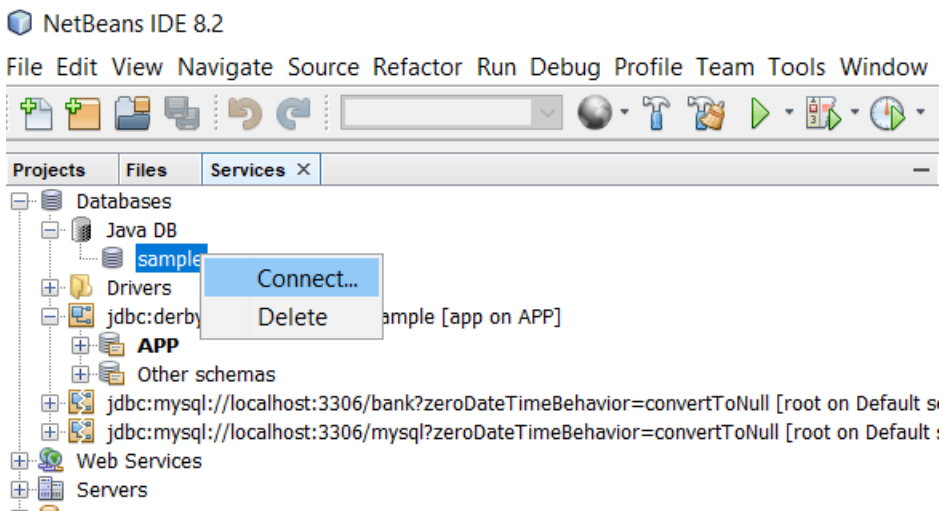 NetBeans IDE 8.2
File Edit View Navigate Source Refactor Run Debug Profile Team Tools Window
Projects Files Services
Databases
Java DB
sample
Connect...
Drivers
Delete
jdbc:derby ample [app on APP]
APP
Other schemas
jdbc:mysql://localhost:3306/bank?zeroDateTimeBehavior=convertToNull [root on Default s
jdbc:mysql://localhost:3306/mysql?zeroDateTimeBehavior=convertToNull [root on Default
Web Services
Servers